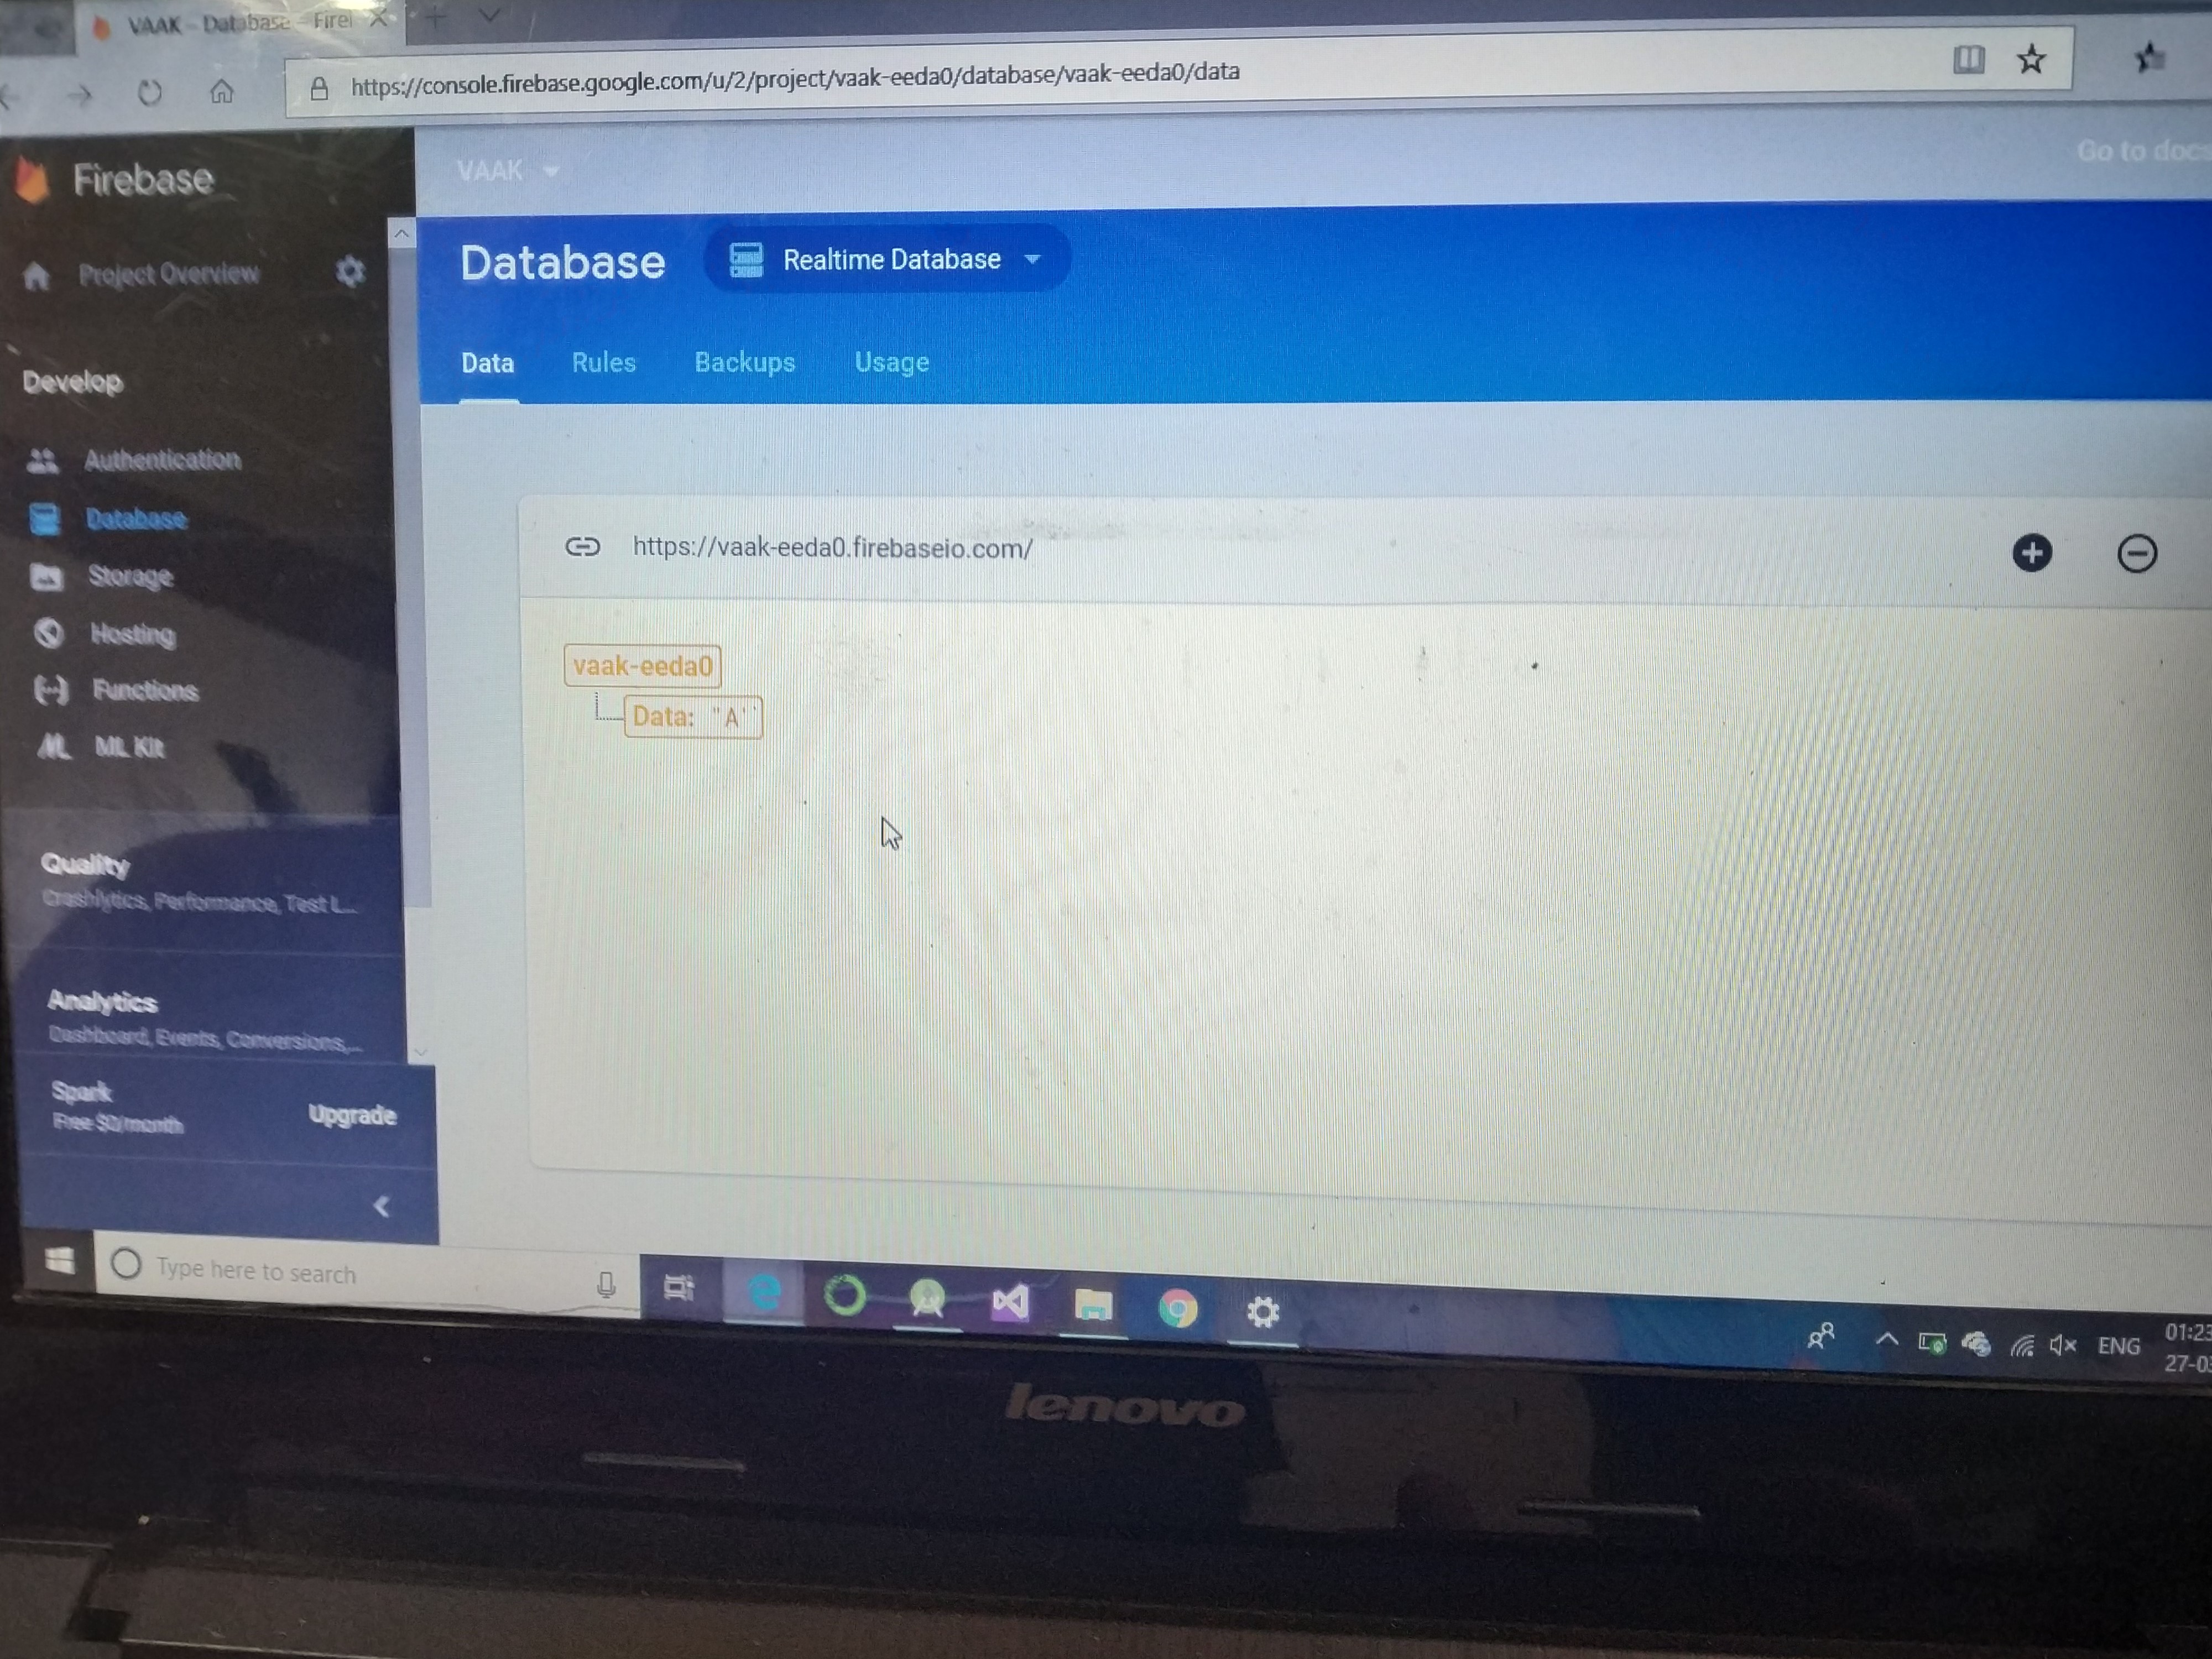 VAAK - Database - Firel
https://console.firebase.google.com/u/2/project/vaak-eeda0/database/vaak-eeda0/data
Firebase
VAAK
Go to docs
Project Overview
Database
Realtime Database
Data
Rules
Backups
Usage
Develop
Authentication
Database
Storage
Hosting
Functions
ML Kit
https://vaak-eeda0.firebaseio.com/
vaak-eeda0
Data: "A"
Quality
Crashlytics, Performance, Test L...
Analytics
Dashboard, Events, Conversions,...
Spark
Free $0/month
Upgrade
Type here to search
ENG
01:23
27-03
lenovo